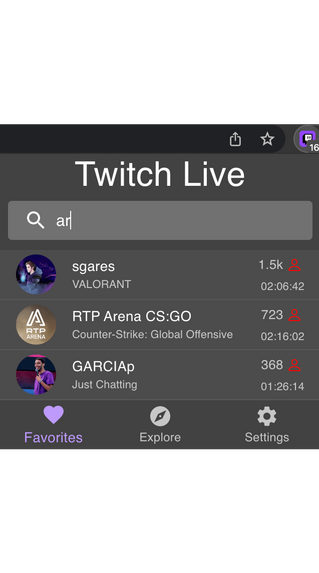 16
Twitch Live
ar
sgares 1.5k
VALORANT 02:06:42
RTP ARENA
RTP Arena CS:GO 723
Counter-Strike: Global Offensive 02:16:02
GARCIAp 368
Just Chatting 01:26:14
Favorites Explore Settings